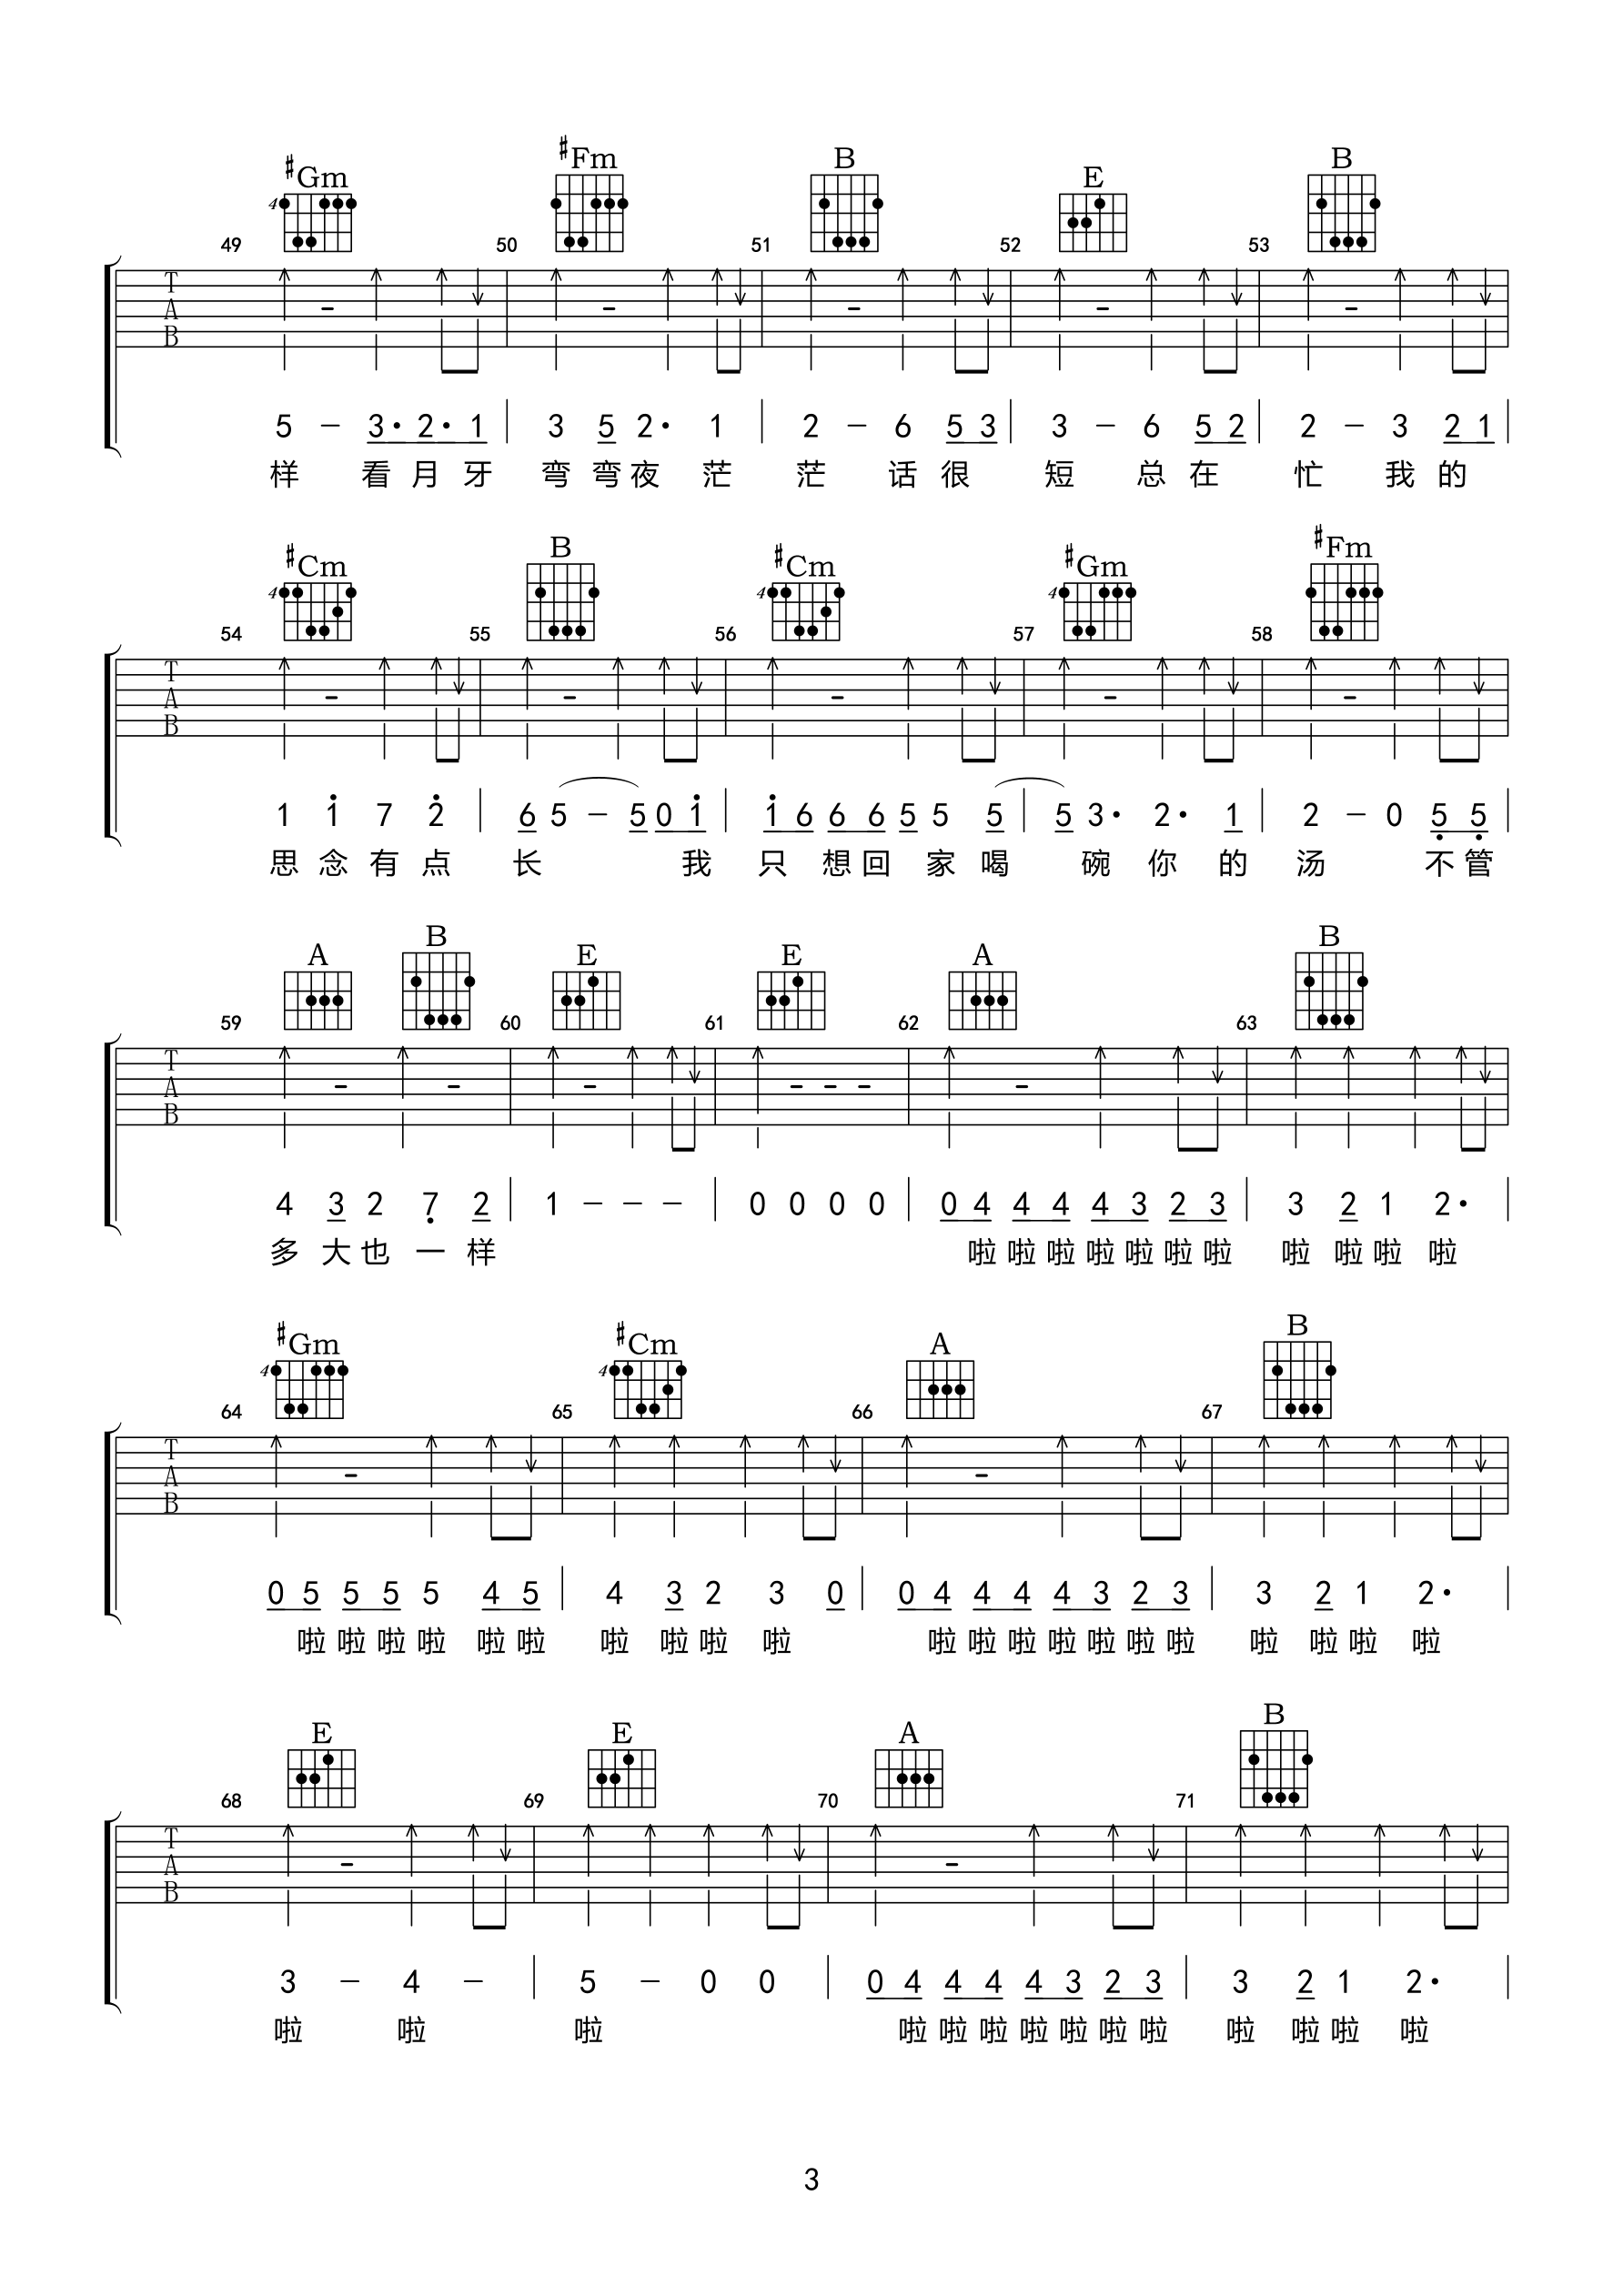 #Gm #Fm B E B
4
49 50 51 52 53
T
A
B
5 – 3· 2· 1 | 3 5 2· 1 | 2 – 6 5 3 | 3 – 6 5 2 | 2 – 3 2 1 |
样 看 月 牙 弯 弯 夜 茫 茫 话 很 短 总 在 忙 我 的
#Cm B #Cm #Gm #Fm
4 4 4
54 55 56 57 58
T
A
B
1 1̇ 7 2̇ | 6 5 – 5 0 1̇ | 1̇ 6 6 6 5 5 5 | 5 3· 2· 1 | 2 – 0 5̣ 5̣ |
思 念 有 点 长 我 只 想 回 家 喝 碗 你 的 汤 不 管
A B E E A B
59 60 61 62 63
T
A
B
4 3 2 7̣ 2 | 1 – – – | 0 0 0 0 | 0 4 4 4 4 3 2 3 | 3 2 1 2· |
多 大 也 一 样 啦 啦 啦 啦 啦 啦 啦 啦 啦 啦 啦
#Gm #Cm A B
4 4
64 65 66 67
T
A
B
0 5 5 5 5 4 5 | 4 3 2 3 0 | 0 4 4 4 4 3 2 3 | 3 2 1 2· |
啦 啦 啦 啦 啦 啦 啦 啦 啦 啦 啦 啦 啦 啦 啦 啦 啦 啦 啦 啦 啦
E E A B
68 69 70 71
T
A
B
3 – 4 – | 5 – 0 0 | 0 4 4 4 4 3 2 3 | 3 2 1 2· |
啦 啦 啦 啦 啦 啦 啦 啦 啦 啦 啦 啦 啦 啦
3